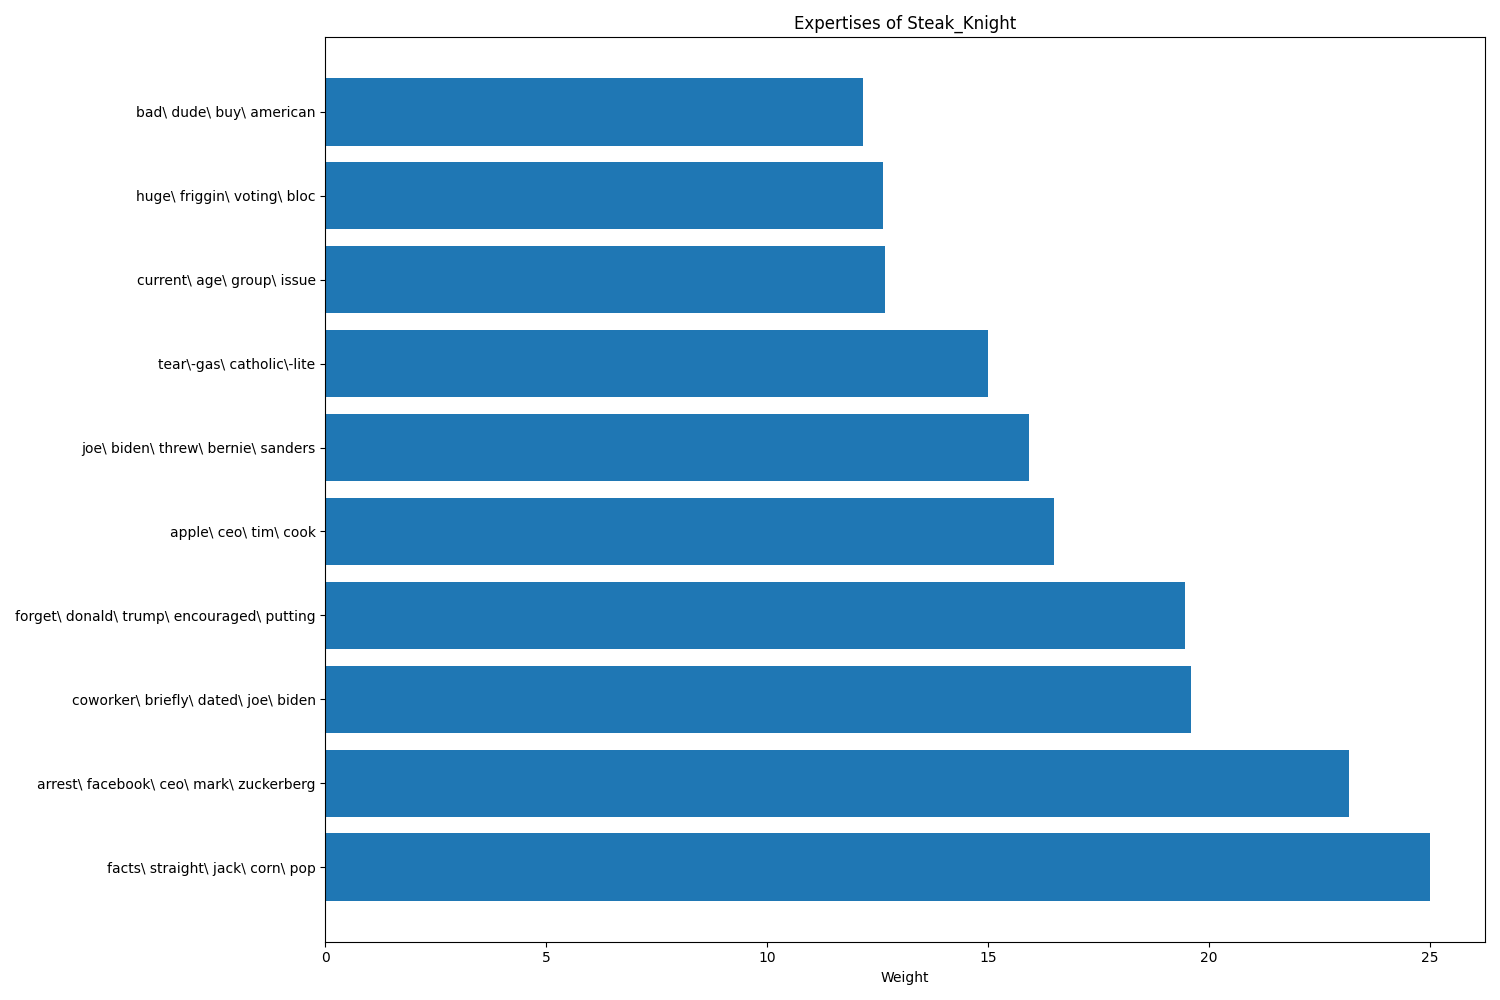 Expertises of Steak_Knight
bad\ dude\ buy\ american
huge\ friggin\ voting\ bloc
current\ age\ group\ issue
tear\-gas\ catholic\-lite
joe\ biden\ threw\ bernie\ sanders
apple\ ceo\ tim\ cook
forget\ donald\ trump\ encouraged\ putting
coworker\ briefly\ dated\ joe\ biden
arrest\ facebook\ ceo\ mark\ zuckerberg
facts\ straight\ jack\ corn\ pop
0 5 10 15 20 25
Weight